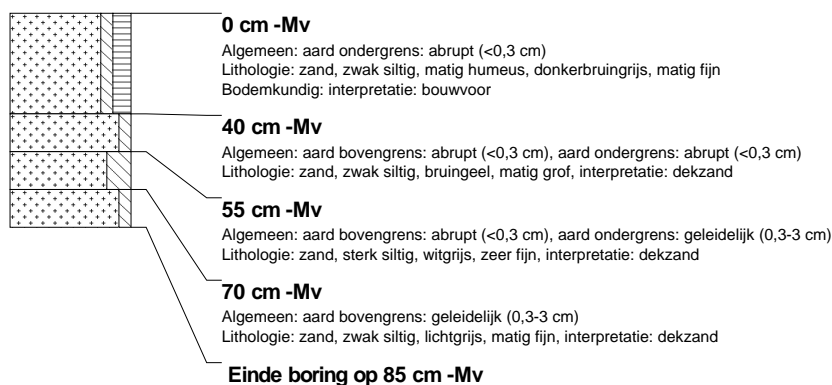 0 cm -Mv
Algemeen: aard ondergrens: abrupt (<0,3 cm)
Lithologie: zand, zwak siltig, matig humeus, donkerbruingrijs, matig fijn
Bodemkundig: interpretatie: bouwvoor
40 cm -Mv
Algemeen: aard bovengrens: abrupt (<0,3 cm), aard ondergrens: abrupt (<0,3 cm)
Lithologie: zand, zwak siltig, bruingeel, matig grof, interpretatie: dekzand
55 cm -Mv
Algemeen: aard bovengrens: abrupt (<0,3 cm), aard ondergrens: geleidelijk (0,3-3 cm)
Lithologie: zand, sterk siltig, witgrijs, zeer fijn, interpretatie: dekzand
70 cm -Mv
Algemeen: aard bovengrens: geleidelijk (0,3-3 cm)
Lithologie: zand, zwak siltig, lichtgrijs, matig fijn, interpretatie: dekzand
Einde boring op 85 cm -Mv